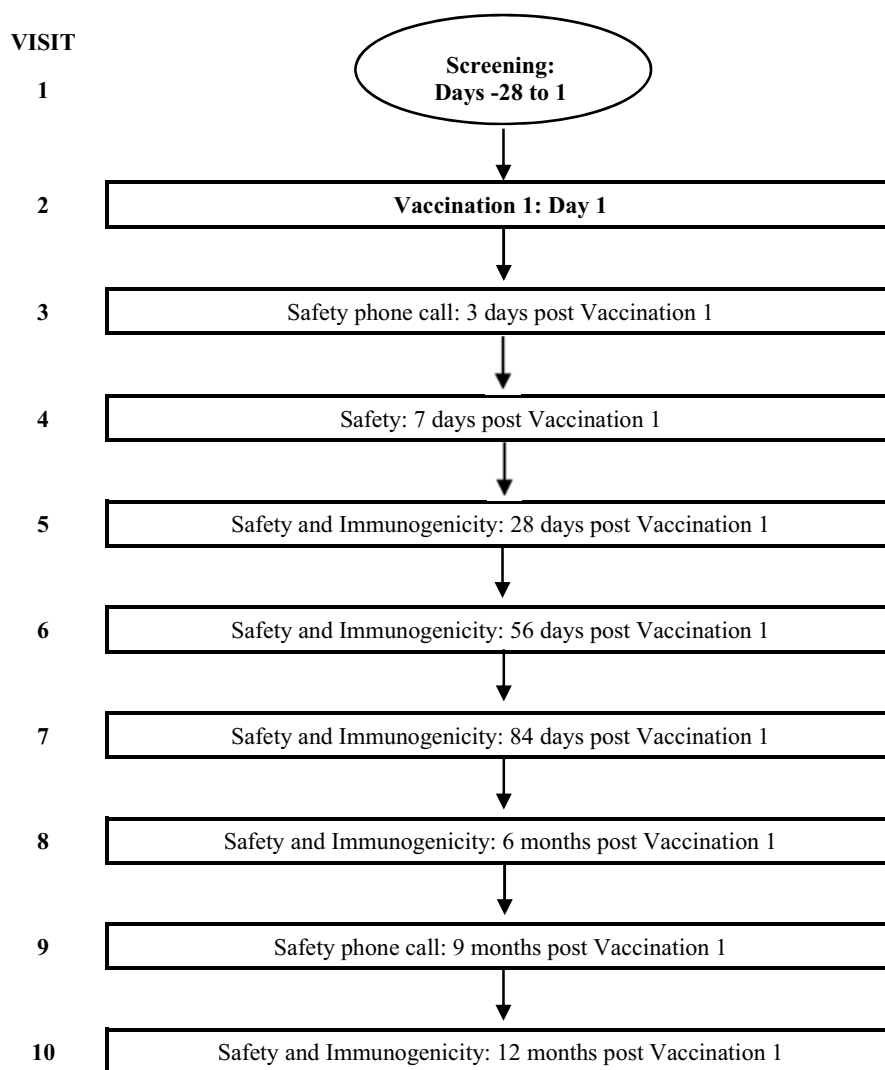 VISIT
Screening:
1
Days -28 to 1
2
Vaccination 1: Day 1
3
Safety phone call: 3 days post Vaccination 1
4
Safety: 7 days post Vaccination 1
5
Safety and Immunogenicity: 28 days post Vaccination 1
6
Safety and Immunogenicity: 56 days post Vaccination 1
7
Safety and Immunogenicity: 84 days post Vaccination 1
8
Safety and Immunogenicity: 6 months post Vaccination 1
9
Safety phone call: 9 months post Vaccination 1
10
Safety and Immunogenicity: 12 months post Vaccination 1